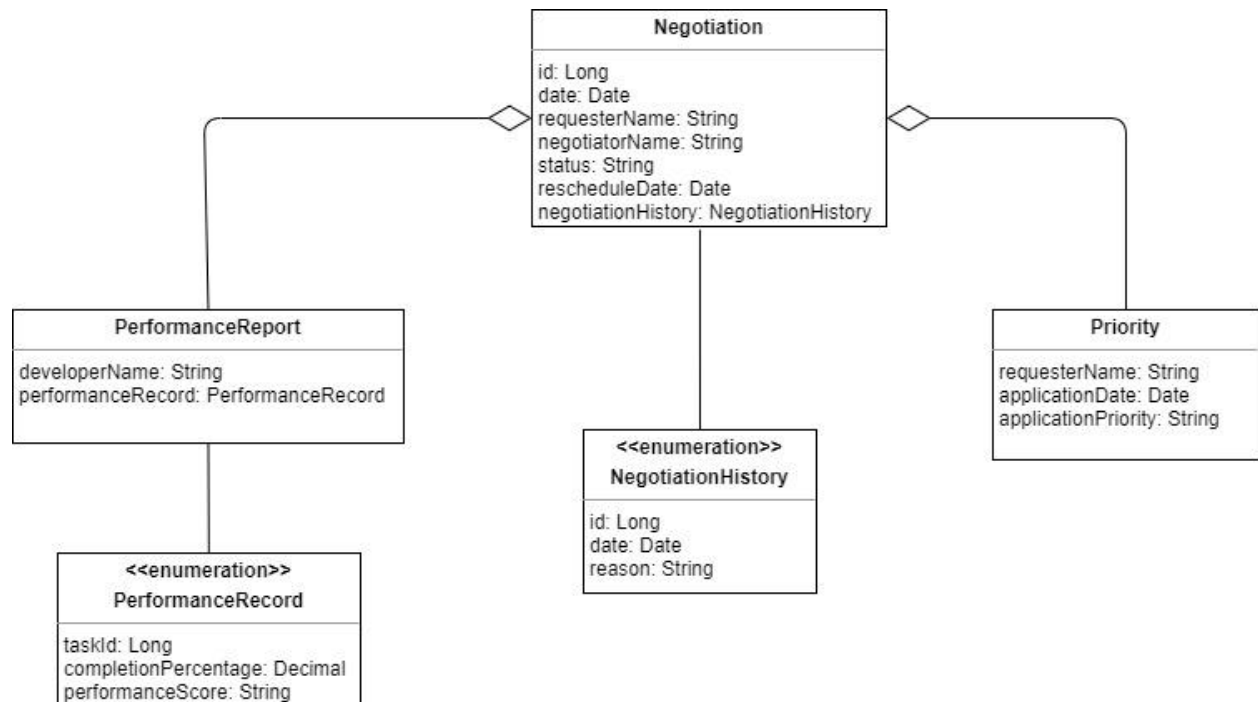 Negotiation
id: Long
date: Date
requesterName: String
negotiatorName: String
status: String
rescheduleDate: Date
negotiationHistory: NegotiationHistory
PerformanceReport
developerName: String
performanceRecord: PerformanceRecord
Priority
requesterName: String
applicationDate: Date
applicationPriority: String
<<enumeration>>
NegotiationHistory
id: Long
date: Date
reason: String
<<enumeration>>
PerformanceRecord
taskId: Long
completionPercentage: Decimal
performanceScore: String